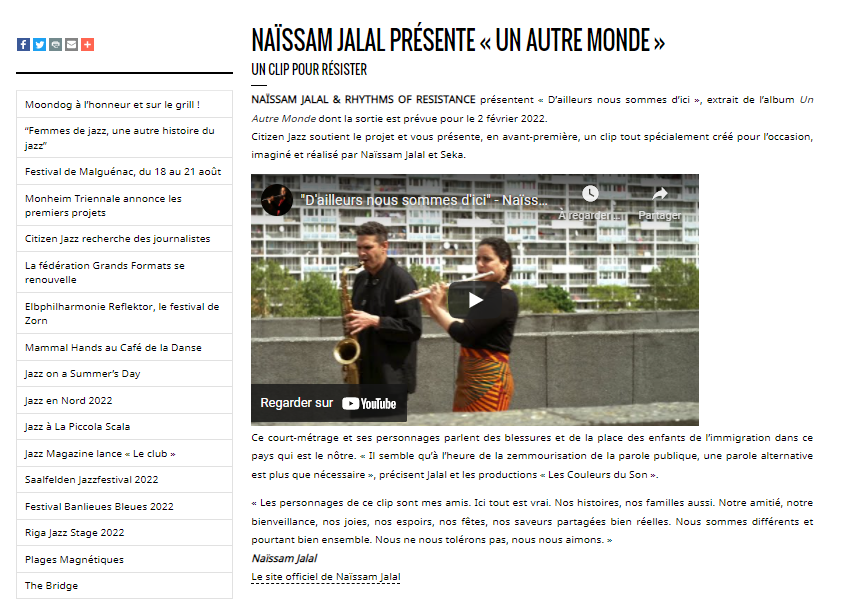 NAÏSSAM JALAL PRÉSENTE « UN AUTRE MONDE »
UN CLIP POUR RÉSISTER
NAÏSSAM JALAL & RHYTHMS OF RESISTANCE présentent « D’ailleurs nous sommes d’ici », extrait de l’album Un
Autre Monde dont la sortie est prévue pour le 2 février 2022.
Citizen Jazz soutient le projet et vous présente, en avant-première, un clip tout spécialement créé pour l’occasion,
imaginé et réalisé par Naïssam Jalal et Seka.
"D'ailleurs nous sommes d'ici" - Naïss...
À regarder...
Partager
Regarder sur YouTube
Ce court-métrage et ses personnages parlent des blessures et de la place des enfants de l’immigration dans ce
pays qui est le nôtre. « Il semble qu’à l’heure de la zemmourisation de la parole publique, une parole alternative
est plus que nécessaire », précisent Jalal et les productions « Les Couleurs du Son ».
« Les personnages de ce clip sont mes amis. Ici tout est vrai. Nos histoires, nos familles aussi. Notre amitié, notre
bienveillance, nos joies, nos espoirs, nos fêtes, nos saveurs partagées bien réelles. Nous sommes différents et
pourtant bien ensemble. Nous ne nous tolérons pas, nous nous aimons. »
Naïssam Jalal
Le site officiel de Naïssam Jalal
Moondog à l’honneur et sur le grill !
“Femmes de jazz, une autre histoire du
jazz”
Festival de Malguénac, du 18 au 21 août
Monheim Triennale annonce les
premiers projets
Citizen Jazz recherche des journalistes
La fédération Grands Formats se
renouvelle
Elbphilharmonie Reflektor, le festival de
Zorn
Mammal Hands au Café de la Danse
Jazz on a Summer’s Day
Jazz en Nord 2022
Jazz à La Piccola Scala
Jazz Magazine lance « Le club »
Saalfelden Jazzfestival 2022
Festival Banlieues Bleues 2022
Riga Jazz Stage 2022
Plages Magnétiques
The Bridge